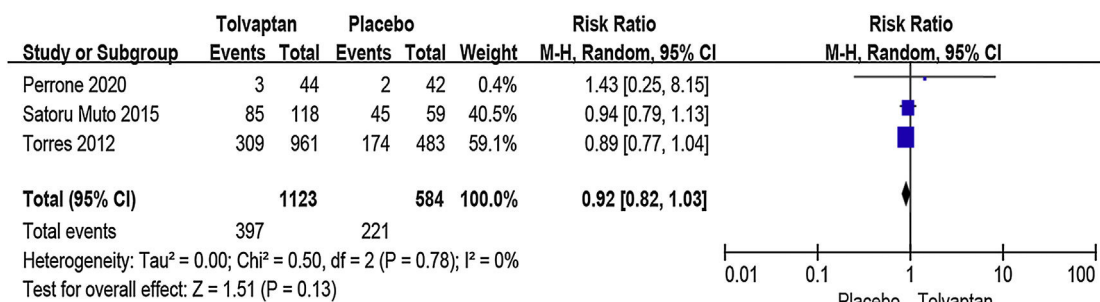 Tolvaptan Placebo Risk Ratio Risk Ratio
Study or Subgroup Events Total Events Total Weight M-H, Random, 95% CI M-H, Random, 95% CI
Perrone 2020 3 44 2 42 0.4% 1.43 [0.25, 8.15]
Satoru Muto 2015 85 118 45 59 40.5% 0.94 [0.79, 1.13]
Torres 2012 309 961 174 483 59.1% 0.89 [0.77, 1.04]
Total (95% CI) 1123 584 100.0% 0.92 [0.82, 1.03]
Total events 397 221
Heterogeneity: Tau² = 0.00; Chi² = 0.50, df = 2 (P = 0.78); I² = 0%
Test for overall effect: Z = 1.51 (P = 0.13)
0.01 0.1 1 10 100
Placebo Tolvaptan